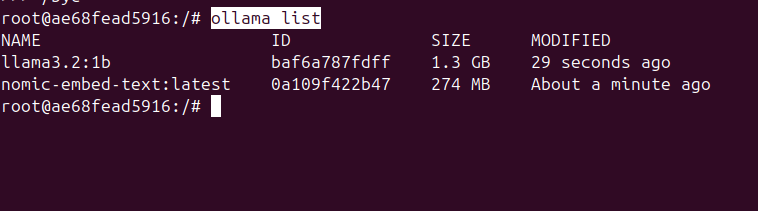 root@ae68fead5916:/# ollama list
NAME ID SIZE MODIFIED
llama3.2:1b baf6a787fdff 1.3 GB 29 seconds ago
nomic-embed-text:latest 0a109f422b47 274 MB About a minute ago
root@ae68fead5916:/#